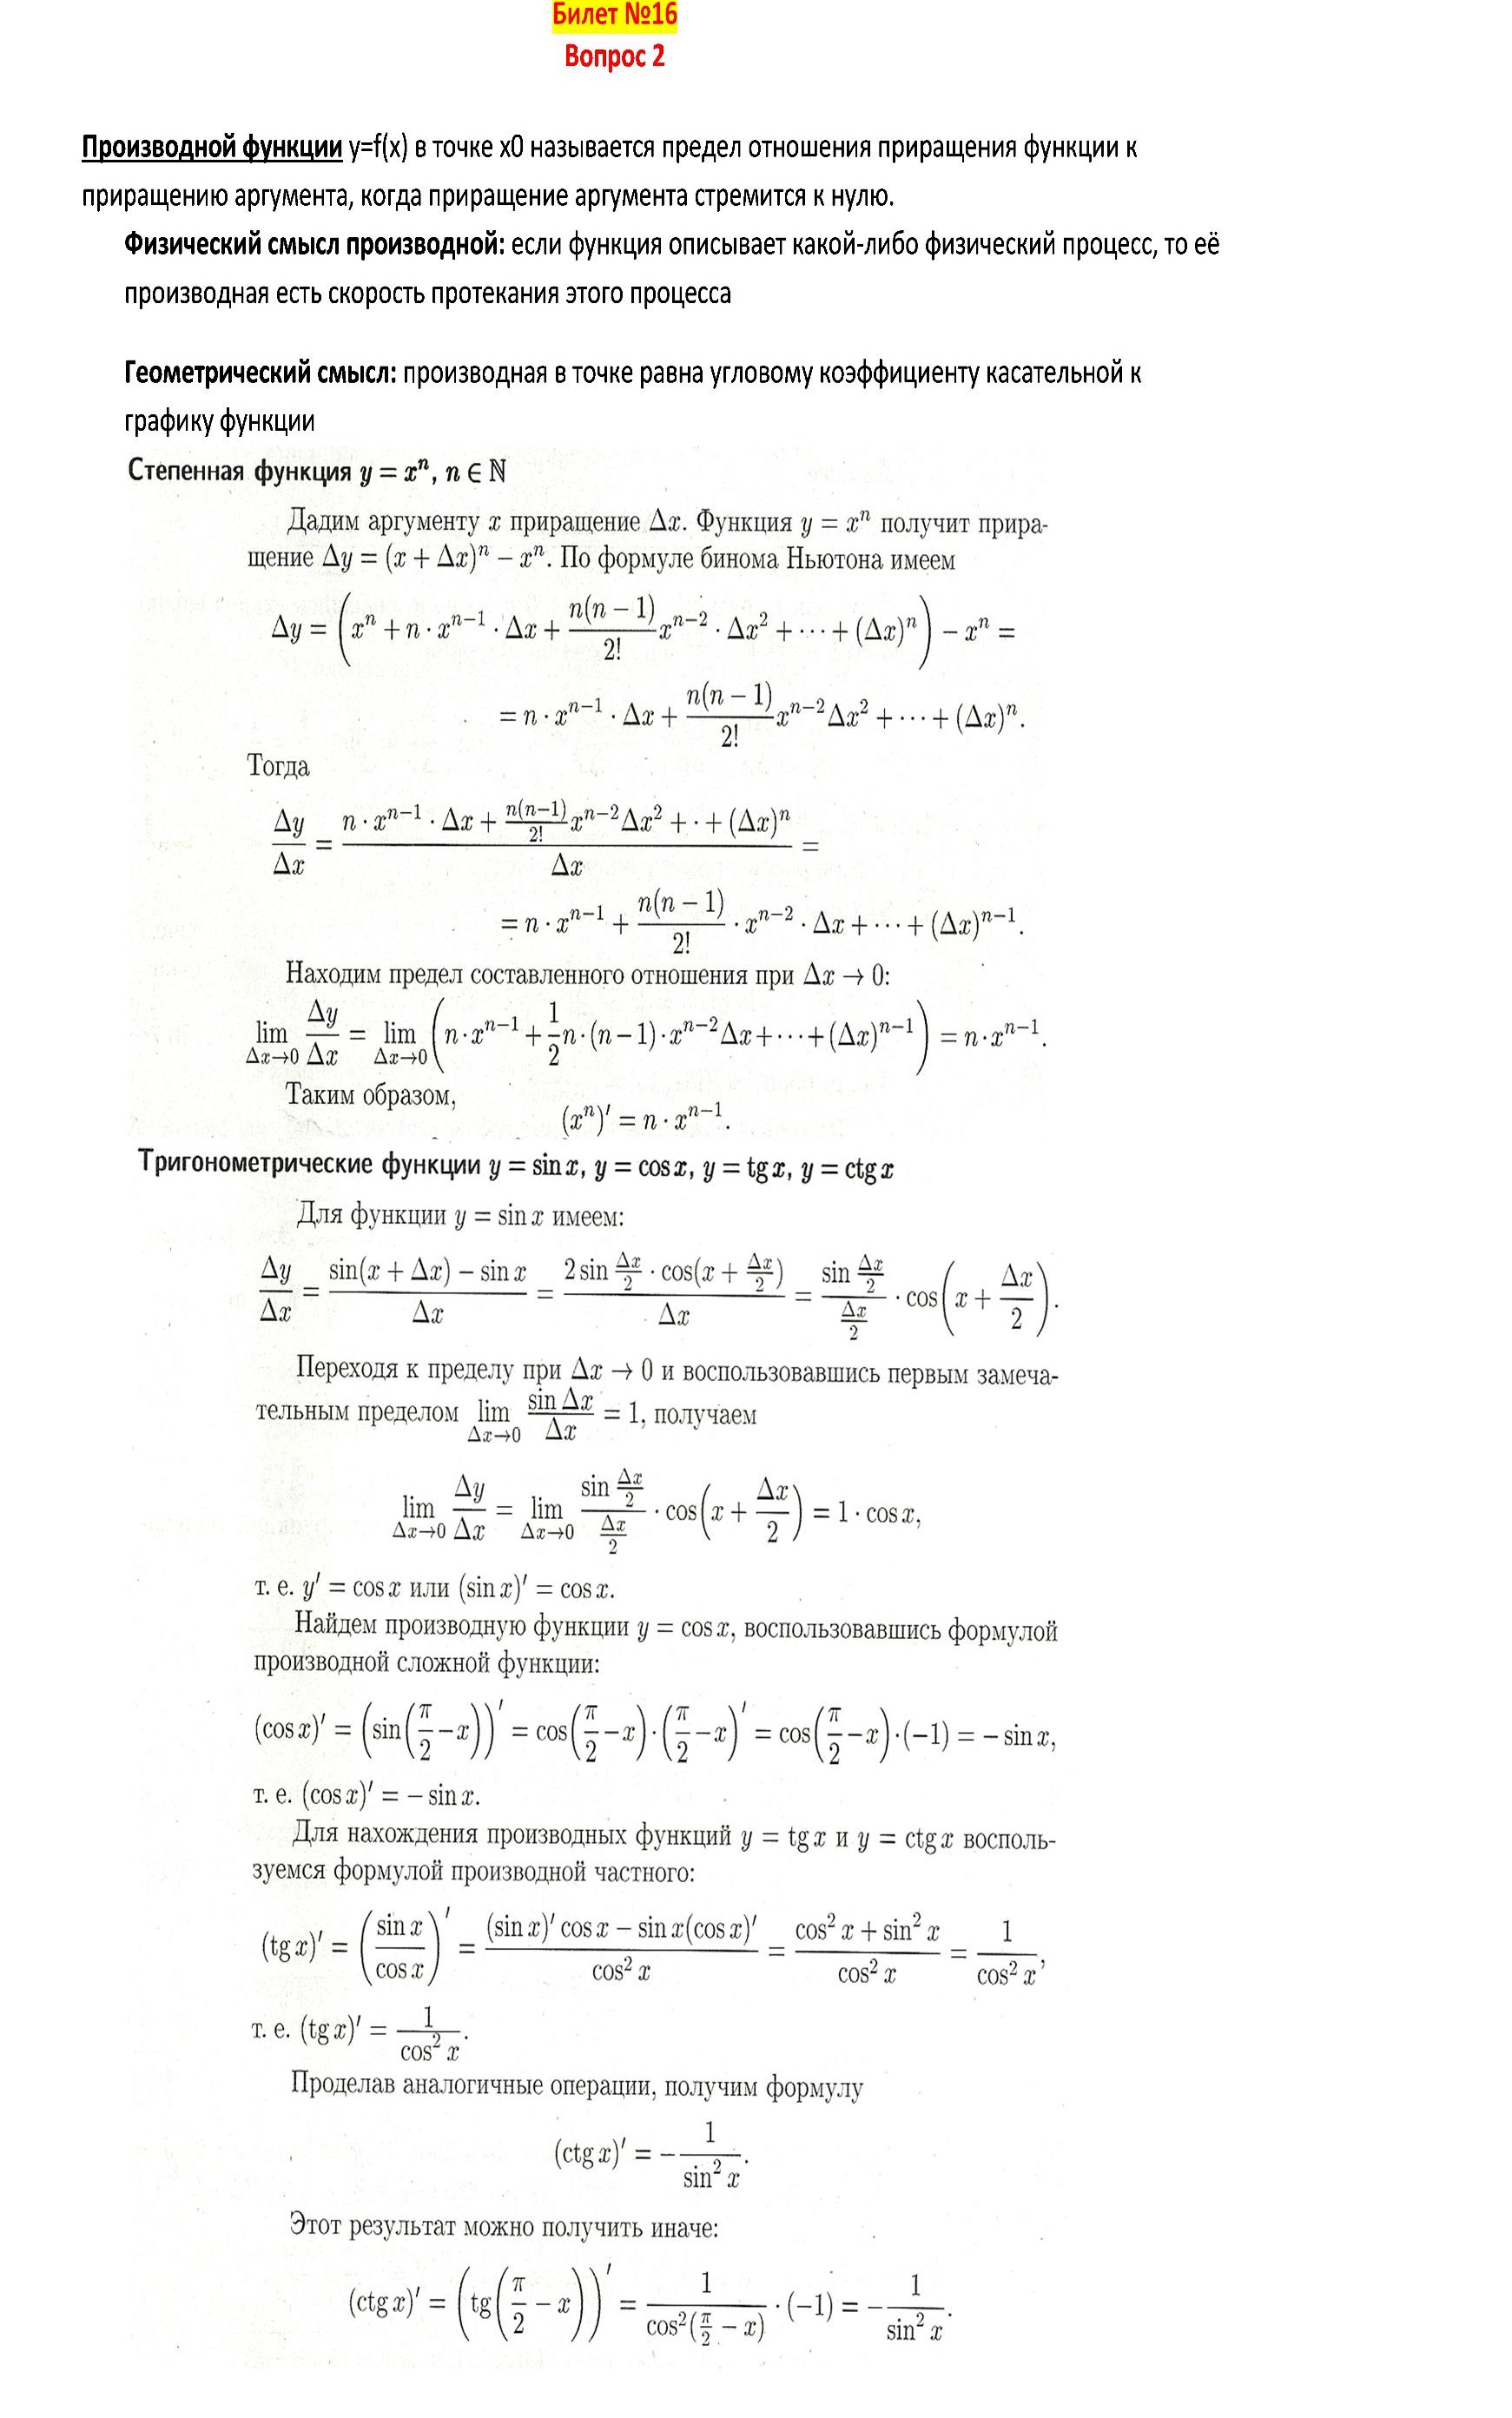 Билет №16
Вопрос 2
Производной функции y=f(x) в точке x0 называется предел отношения приращения функции к
приращению аргумента, когда приращение аргумента стремится к нулю.
Физический смысл производной: если функция описывает какой-либо физический процесс, то её
производная есть скорость протекания этого процесса
Геометрический смысл: производная в точке равна угловому коэффициенту касательной к
графику функции
Степенная функция $y = x^n$, $n \in \mathbb{N}$
Дадим аргументу $x$ приращение $\Delta x$. Функция $y = x^n$ получит прира-
щение $\Delta y = (x + \Delta x)^n - x^n$. По формуле бинома Ньютона имеем
$\Delta y = \left(x^n + n \cdot x^{n-1} \cdot \Delta x + \frac{n(n-1)}{2!}x^{n-2} \cdot \Delta x^2 + \cdots + (\Delta x)^n\right) - x^n =$
$= n \cdot x^{n-1} \cdot \Delta x + \frac{n(n-1)}{2!}x^{n-2}\Delta x^2 + \cdots + (\Delta x)^n.$
Тогда
$\frac{\Delta y}{\Delta x} = \frac{n \cdot x^{n-1} \cdot \Delta x + \frac{n(n-1)}{2!}x^{n-2}\Delta x^2 + \cdot + (\Delta x)^n}{\Delta x} =$
$= n \cdot x^{n-1} + \frac{n(n-1)}{2!} \cdot x^{n-2} \cdot \Delta x + \cdots + (\Delta x)^{n-1}.$
Находим предел составленного отношения при $\Delta x \to 0$:
$\lim_{\Delta x \to 0} \frac{\Delta y}{\Delta x} = \lim_{\Delta x \to 0} \left(n \cdot x^{n-1} + \frac{1}{2}n \cdot (n-1) \cdot x^{n-2}\Delta x + \cdots + (\Delta x)^{n-1}\right) = n \cdot x^{n-1}.$
Таким образом,
$(x^n)' = n \cdot x^{n-1}.$
Тригонометрические функции $y = \sin x$, $y = \cos x$, $y = \operatorname{tg} x$, $y = \operatorname{ctg} x$
Для функции $y = \sin x$ имеем:
$\frac{\Delta y}{\Delta x} = \frac{\sin(x + \Delta x) - \sin x}{\Delta x} = \frac{2 \sin \frac{\Delta x}{2} \cdot \cos(x + \frac{\Delta x}{2})}{\Delta x} = \frac{\sin \frac{\Delta x}{2}}{\frac{\Delta x}{2}} \cdot \cos\left(x + \frac{\Delta x}{2}\right).$
Переходя к пределу при $\Delta x \to 0$ и воспользовавшись первым замеча-
тельным пределом $\lim_{\Delta x \to 0} \frac{\sin \Delta x}{\Delta x} = 1$, получаем
$\lim_{\Delta x \to 0} \frac{\Delta y}{\Delta x} = \lim_{\Delta x \to 0} \frac{\sin \frac{\Delta x}{2}}{\frac{\Delta x}{2}} \cdot \cos\left(x + \frac{\Delta x}{2}\right) = 1 \cdot \cos x,$
т. е. $y' = \cos x$ или $(\sin x)' = \cos x$.
Найдем производную функции $y = \cos x$, воспользовавшись формулой
производной сложной функции:
$(\cos x)' = \left(\sin\left(\frac{\pi}{2} - x\right)\right)' = \cos\left(\frac{\pi}{2} - x\right) \cdot \left(\frac{\pi}{2} - x\right)' = \cos\left(\frac{\pi}{2} - x\right) \cdot (-1) = -\sin x,$
т. е. $(\cos x)' = -\sin x$.
Для нахождения производных функций $y = \operatorname{tg} x$ и $y = \operatorname{ctg} x$ восполь-
зуемся формулой производной частного:
$(\operatorname{tg} x)' = \left(\frac{\sin x}{\cos x}\right)' = \frac{(\sin x)' \cos x - \sin x (\cos x)'}{\cos^2 x} = \frac{\cos^2 x + \sin^2 x}{\cos^2 x} = \frac{1}{\cos^2 x},$
т. е. $(\operatorname{tg} x)' = \frac{1}{\cos^2 x}$.
Проделав аналогичные операции, получим формулу
$(\operatorname{ctg} x)' = -\frac{1}{\sin^2 x}.$
Этот результат можно получить иначе:
$(\operatorname{ctg} x)' = \left(\operatorname{tg}\left(\frac{\pi}{2} - x\right)\right)' = \frac{1}{\cos^2(\frac{\pi}{2} - x)} \cdot (-1) = -\frac{1}{\sin^2 x}.$